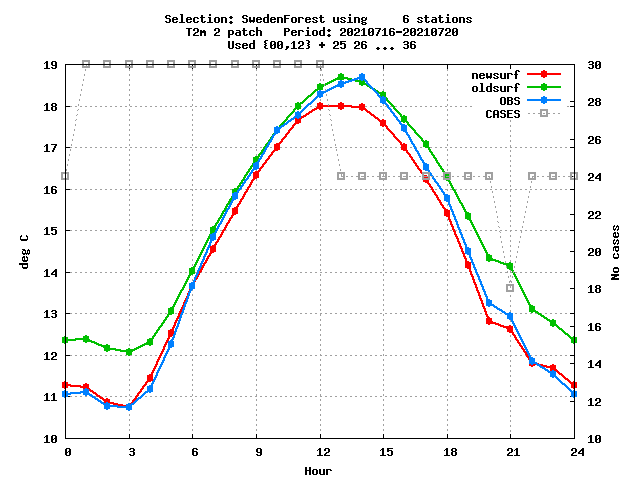 Selection: SwedenForest using     6 stations
T2m 2 patch   Period: 20210716-20210720
Used {00,12} + 25 26 ... 36
newsurf
oldsurf
OBS
CASES
19
18
17
16
15
14
13
12
11
10
deg C
30
28
26
24
22
20
18
16
14
12
10
No cases
0 3 6 9 12 15 18 21 24
Hour